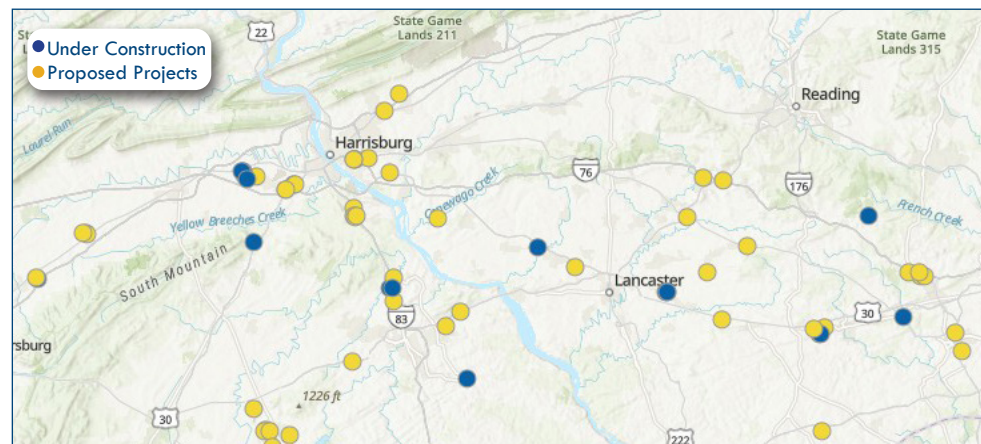 State Game
Lands 211
22
State Game
Lands 315
Under Construction
Proposed Projects
Reading
Laurel Run
Harrisburg
76
176
Conewago Creek
French Creek
Yellow Breeches Creek
South Mountain
Lancaster
83
30
rsburg
1226 ft
30
222